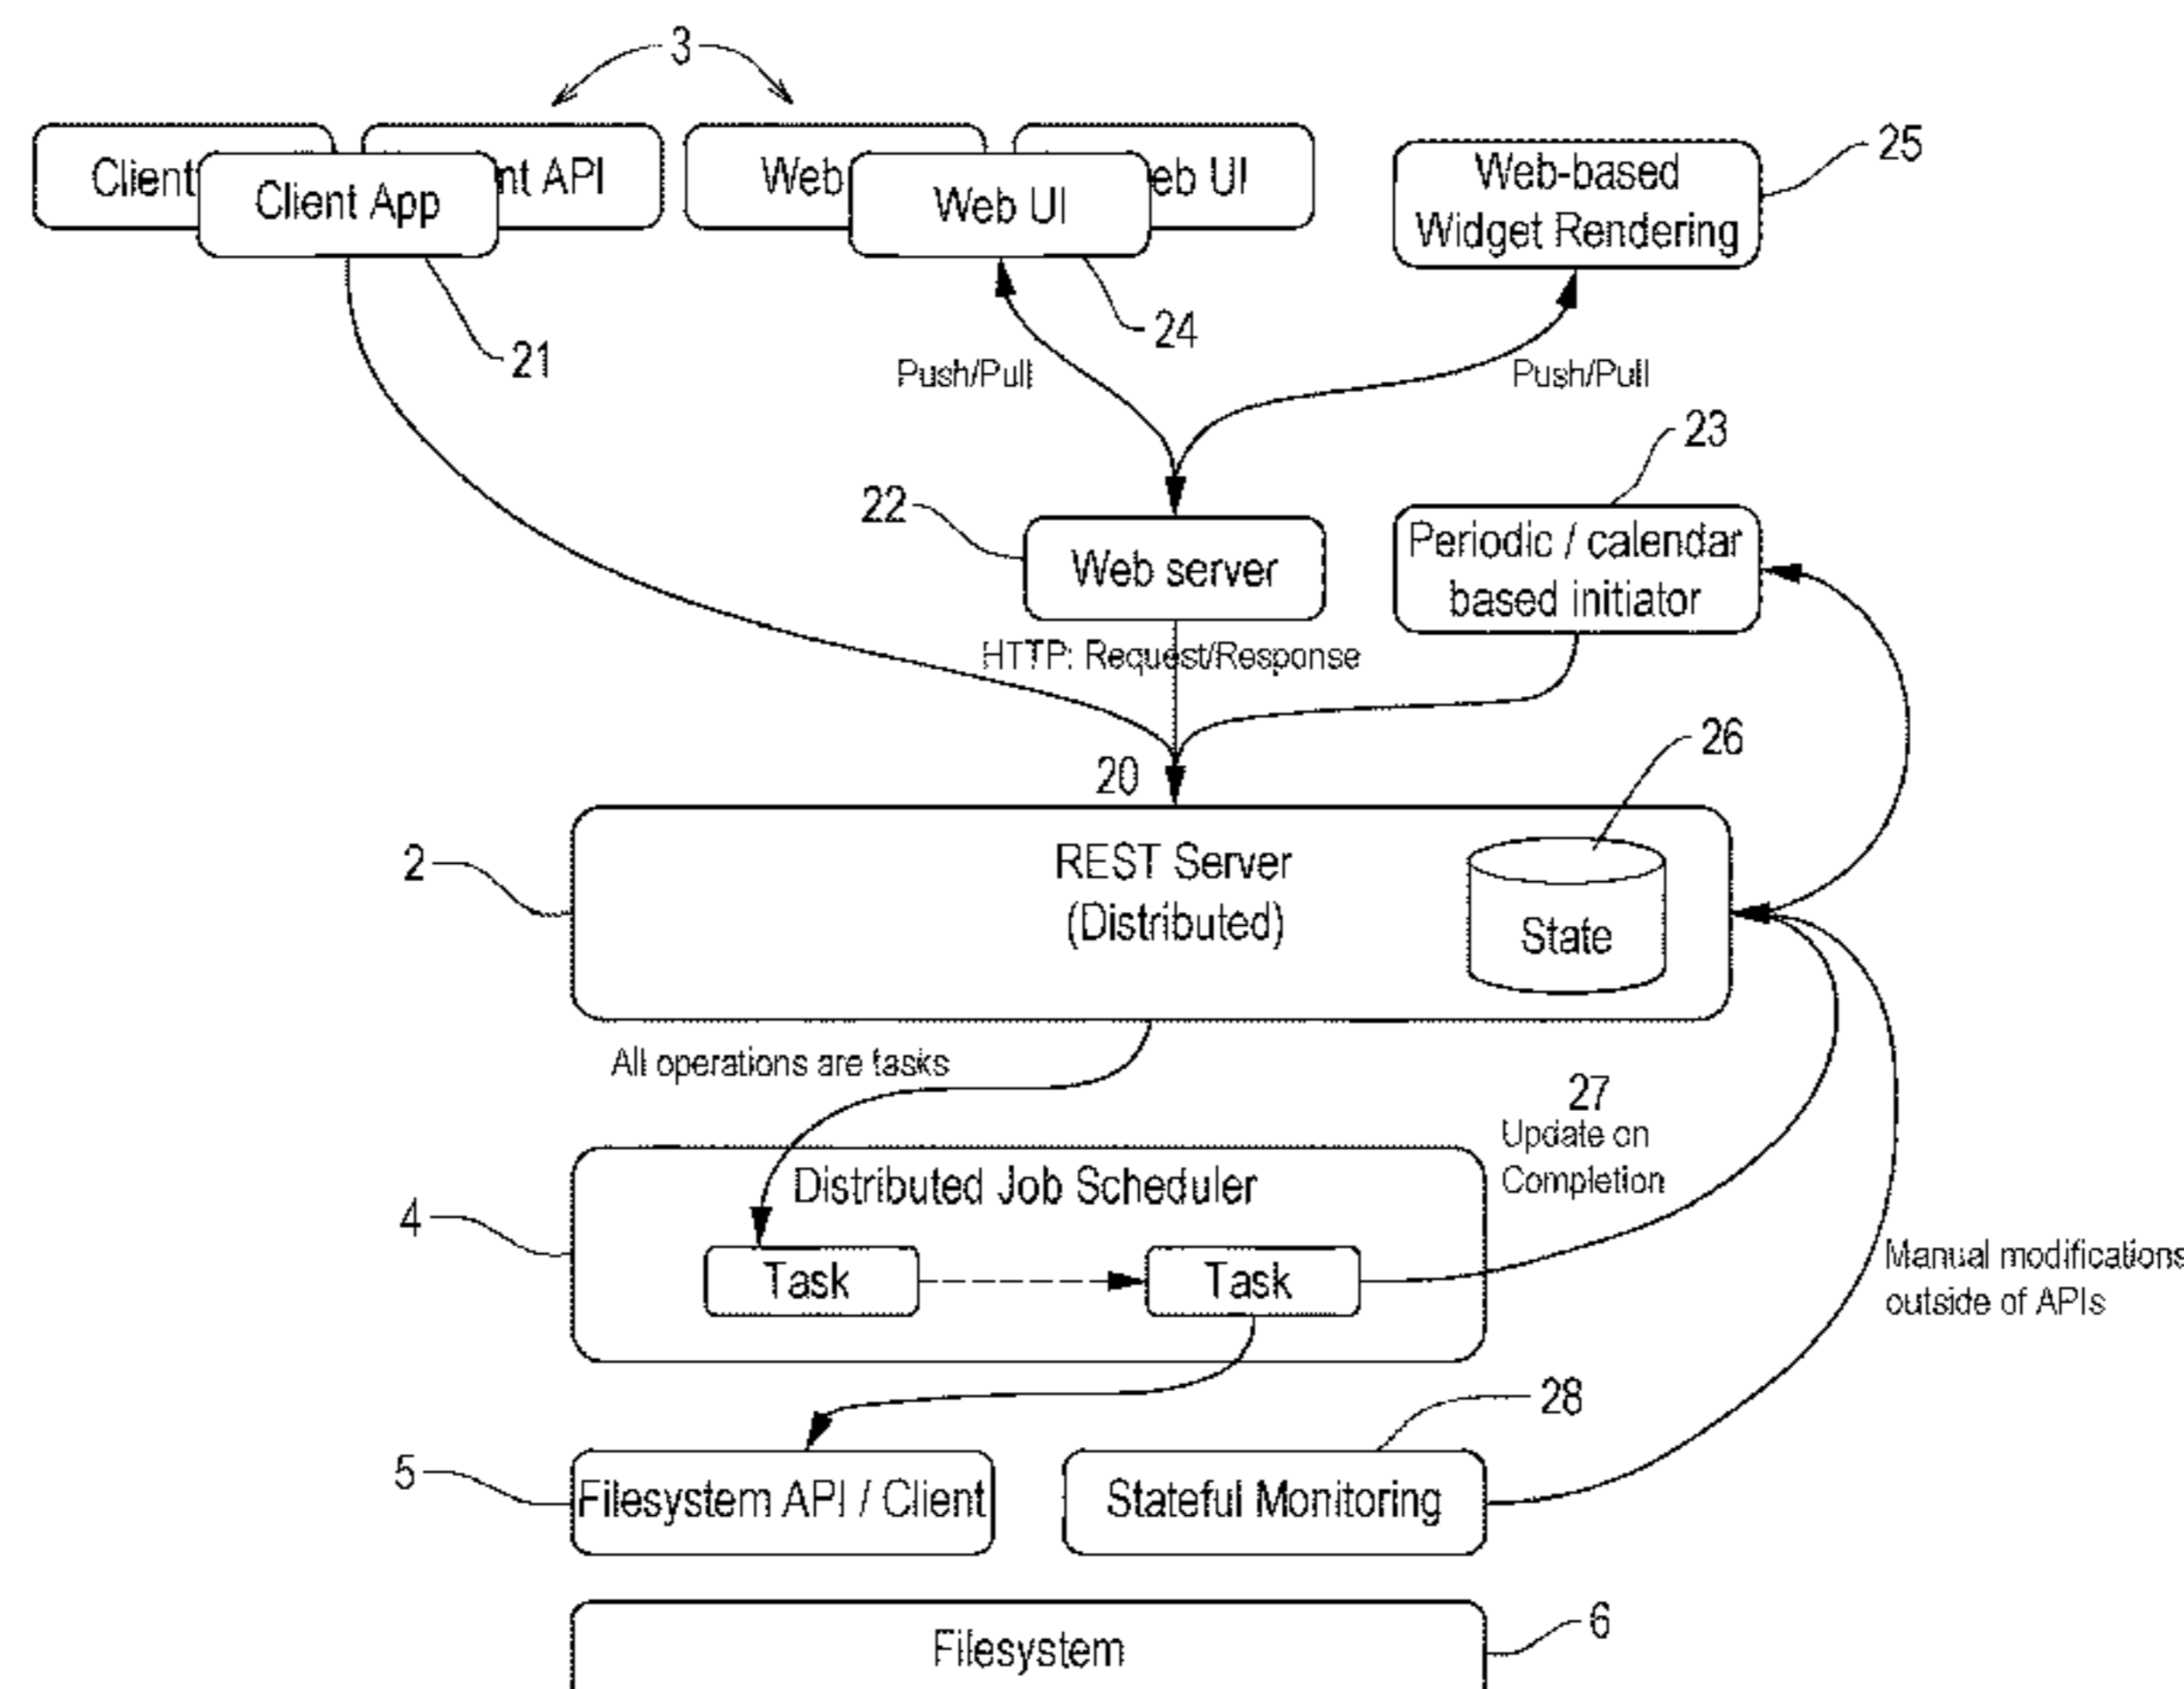 3
Client
Client App
nt API
Web
Web UI
eb UI
Web-based
Widget Rendering
25
21
24
Push/Pull
Push/Pull
23
22
Web server
Periodic / calendar
based initiator
HTTP: Request/Response
20
26
2
REST Server
(Distributed)
State
All operations are tasks
27
Update on
Completion
4
Distributed Job Scheduler
Task
Task
Manual modifications
outside of APIs
28
5
Filesystem API / Client
Stateful Monitoring
6
Filesystem